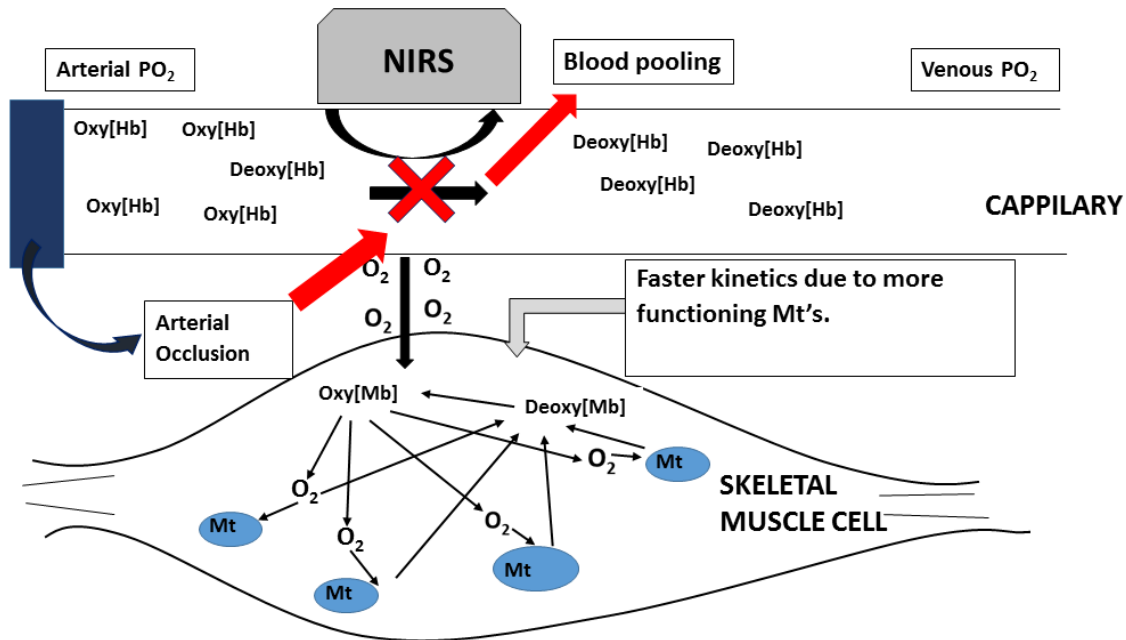 Arterial PO₂
NIRS
Blood pooling
Venous PO₂
Oxy[Hb]
Oxy[Hb]
Deoxy[Hb]
Oxy[Hb]
Oxy[Hb]
Deoxy[Hb]
Deoxy[Hb]
Deoxy[Hb]
Deoxy[Hb]
CAPPILARY
O₂
O₂
O₂
O₂
Arterial
Occlusion
Faster kinetics due to more
functioning Mt's.
Oxy[Mb]
Deoxy[Mb]
O₂
Mt
O₂
Mt
O₂
Mt
O₂
Mt
SKELETAL
MUSCLE CELL